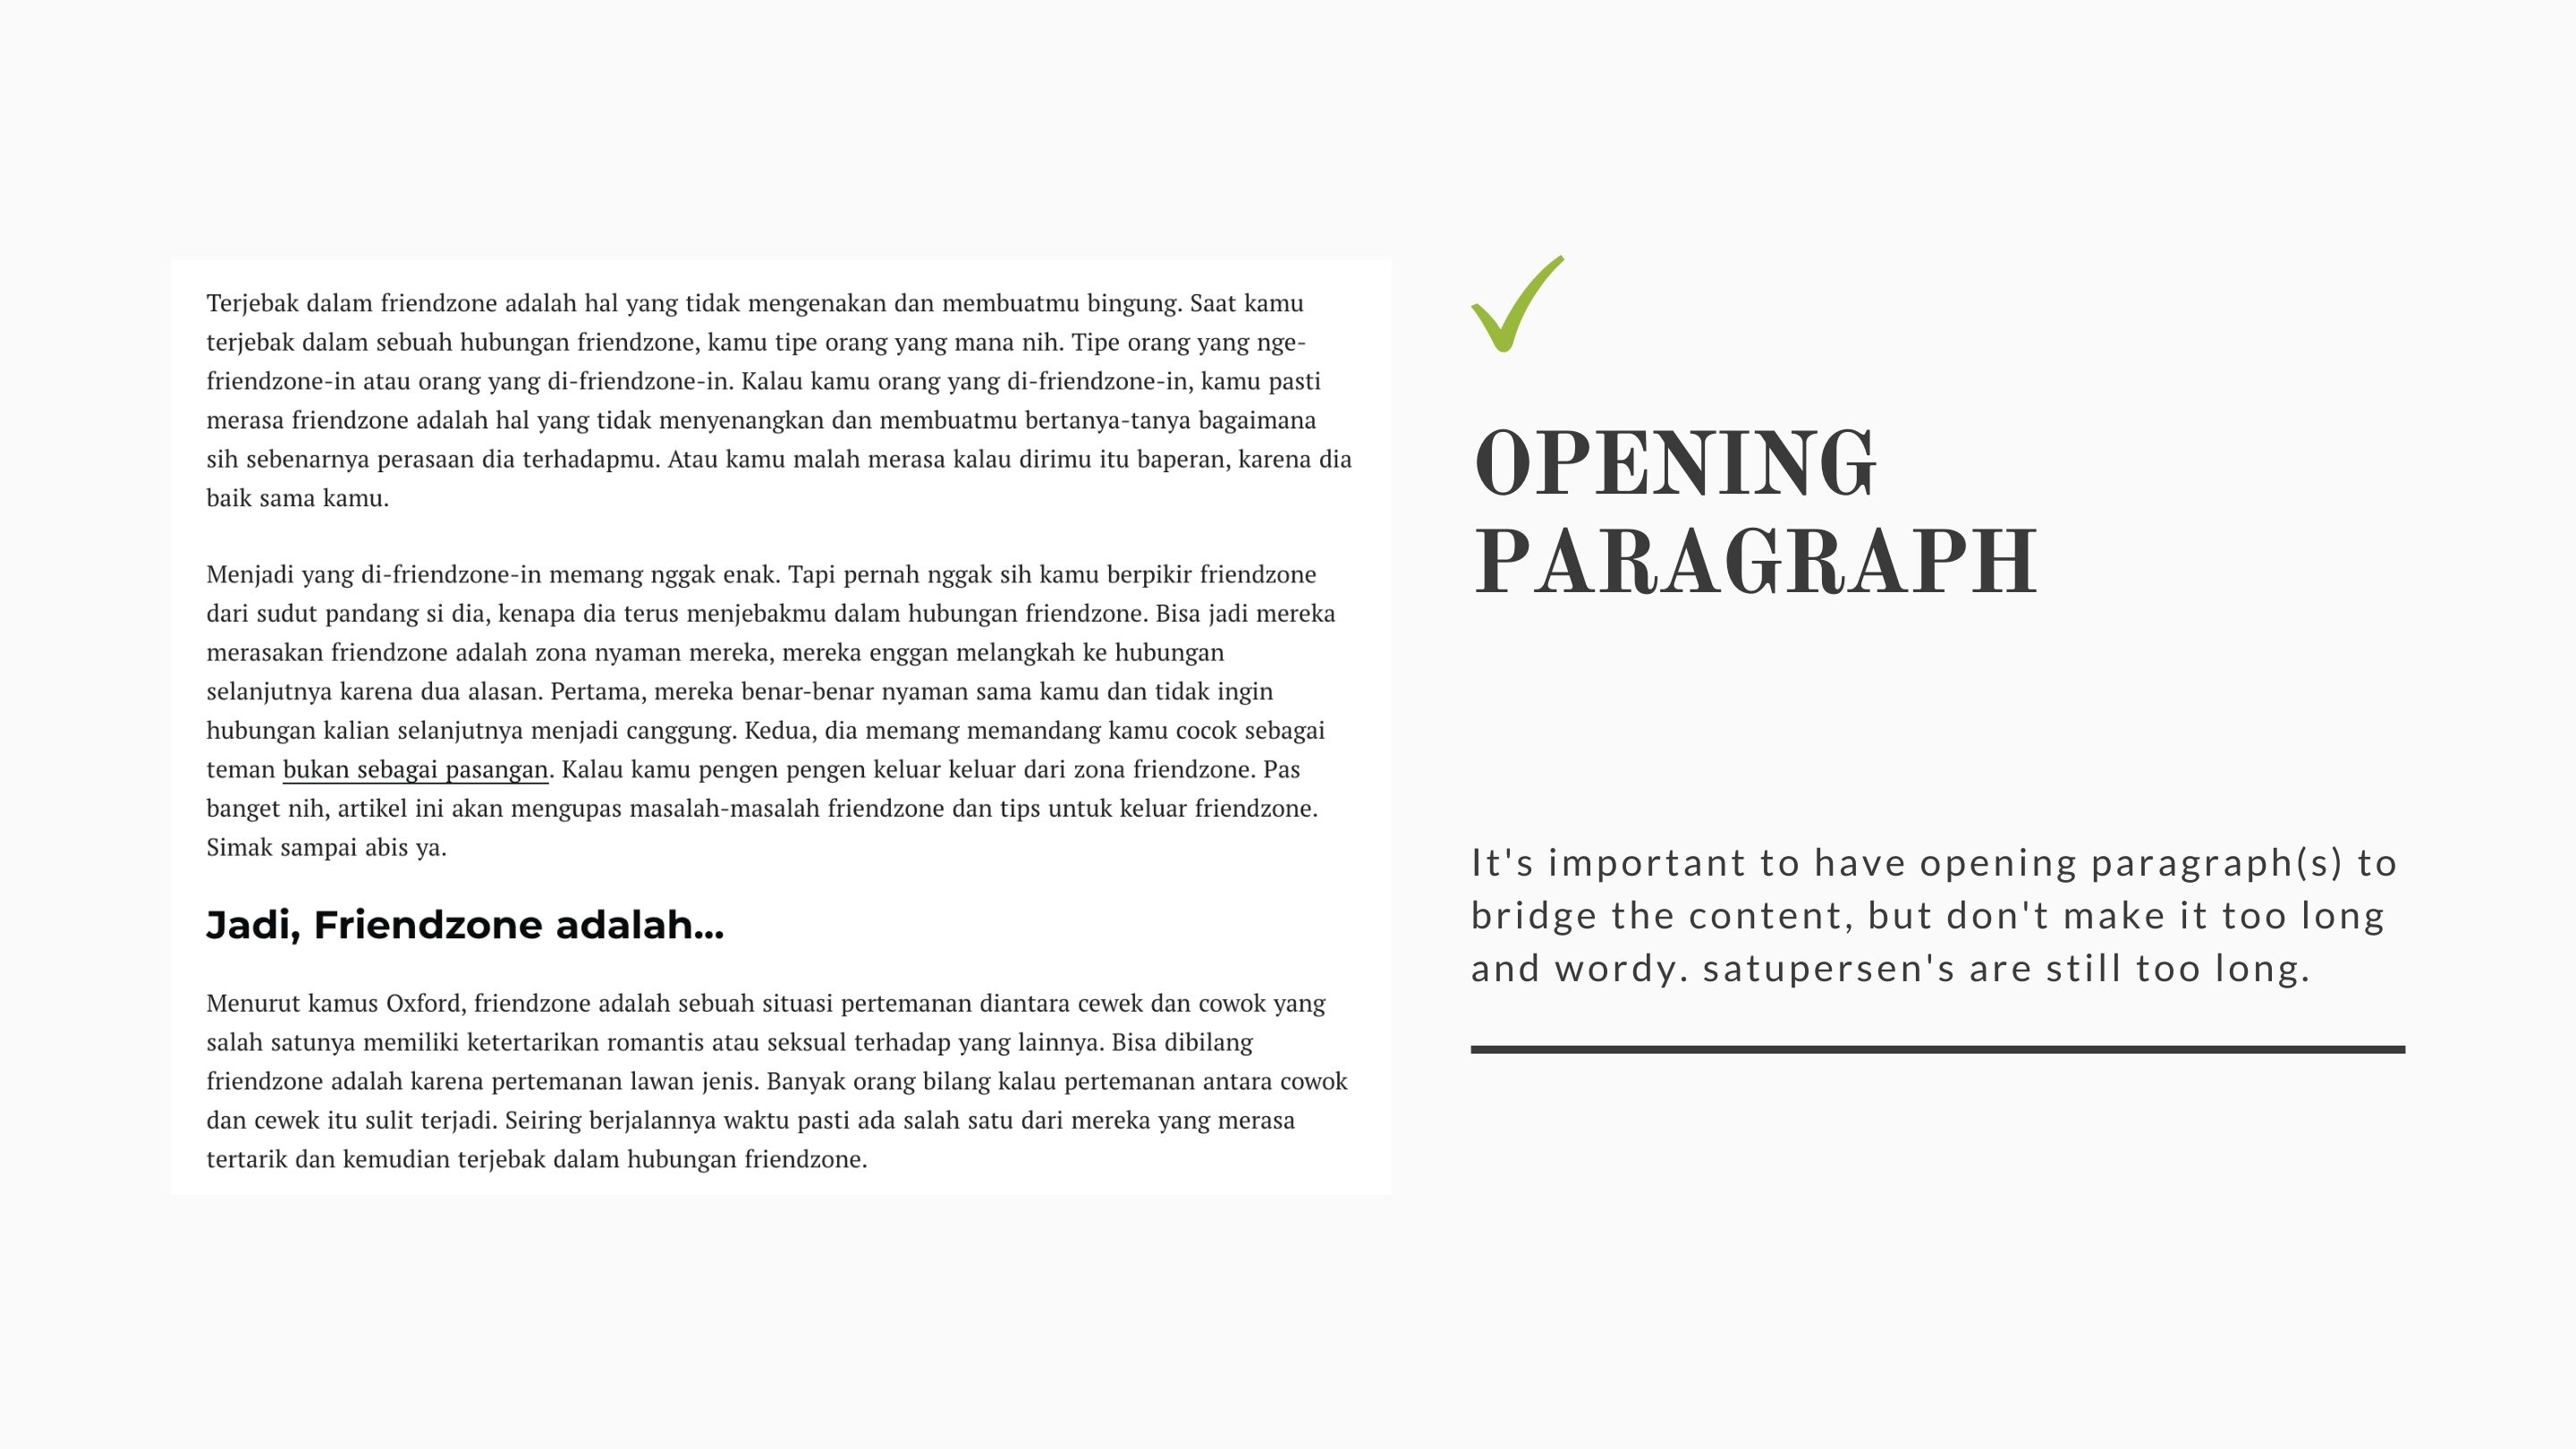 Terjebak dalam friendzone adalah hal yang tidak mengenakan dan membuatmu bingung. Saat kamu
terjebak dalam sebuah hubungan friendzone, kamu tipe orang yang mana nih. Tipe orang yang nge-
friendzone-in atau orang yang di-friendzone-in. Kalau kamu orang yang di-friendzone-in, kamu pasti
merasa friendzone adalah hal yang tidak menyenangkan dan membuatmu bertanya-tanya bagaimana
sih sebenarnya perasaan dia terhadapmu. Atau kamu malah merasa kalau dirimu itu baperan, karena dia
baik sama kamu.
Menjadi yang di-friendzone-in memang nggak enak. Tapi pernah nggak sih kamu berpikir friendzone
dari sudut pandang si dia, kenapa dia terus menjebakmu dalam hubungan friendzone. Bisa jadi mereka
merasakan friendzone adalah zona nyaman mereka, mereka enggan melangkah ke hubungan
selanjutnya karena dua alasan. Pertama, mereka benar-benar nyaman sama kamu dan tidak ingin
hubungan kalian selanjutnya menjadi canggung. Kedua, dia memang memandang kamu cocok sebagai
teman bukan sebagai pasangan. Kalau kamu pengen pengen keluar keluar dari zona friendzone. Pas
banget nih, artikel ini akan mengupas masalah-masalah friendzone dan tips untuk keluar friendzone.
Simak sampai abis ya.
Jadi, Friendzone adalah...
Menurut kamus Oxford, friendzone adalah sebuah situasi pertemanan diantara cewek dan cowok yang
salah satunya memiliki ketertarikan romantis atau seksual terhadap yang lainnya. Bisa dibilang
friendzone adalah karena pertemanan lawan jenis. Banyak orang bilang kalau pertemanan antara cowok
dan cewek itu sulit terjadi. Seiring berjalannya waktu pasti ada salah satu dari mereka yang merasa
tertarik dan kemudian terjebak dalam hubungan friendzone.
OPENING
PARAGRAPH
It's important to have opening paragraph(s) to
bridge the content, but don't make it too long
and wordy. satupersen's are still too long.